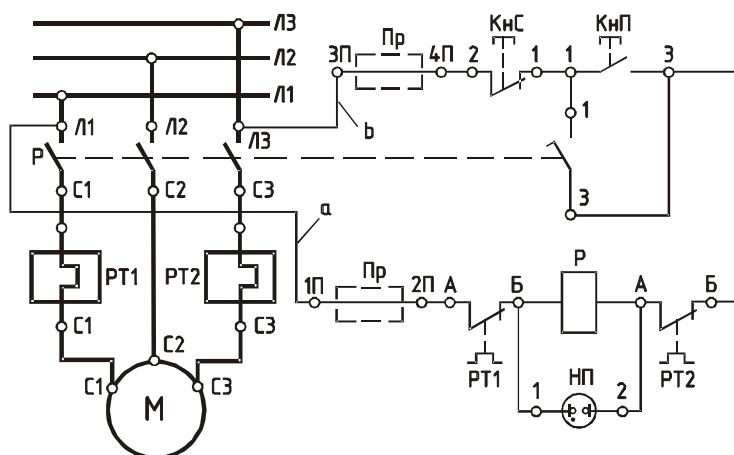 Л3
КнС КнП
Пр
Л2
3П 4П 2 1 1 3
Л1
Л1 Л2 Л3 b 1
Р
С1 С2 С3 3
а
РТ1 РТ2 1П Пр 2П А Б Р А Б
С1 С3
С2
РТ1 НП РТ2
С1 М С3 1 2